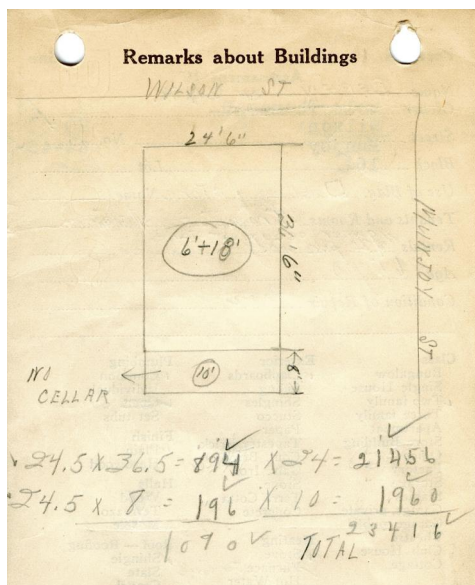 Remarks about Buildings
WILSON ST
24'6"
6'+18'
36'6"
MUNJOY ST
8'
10'
NO
CELLAR
24.5 X 36.5 = 894 X 24 = 21456
24.5 X 8 = 196 X 10 = 1960
1090 TOTAL 23416